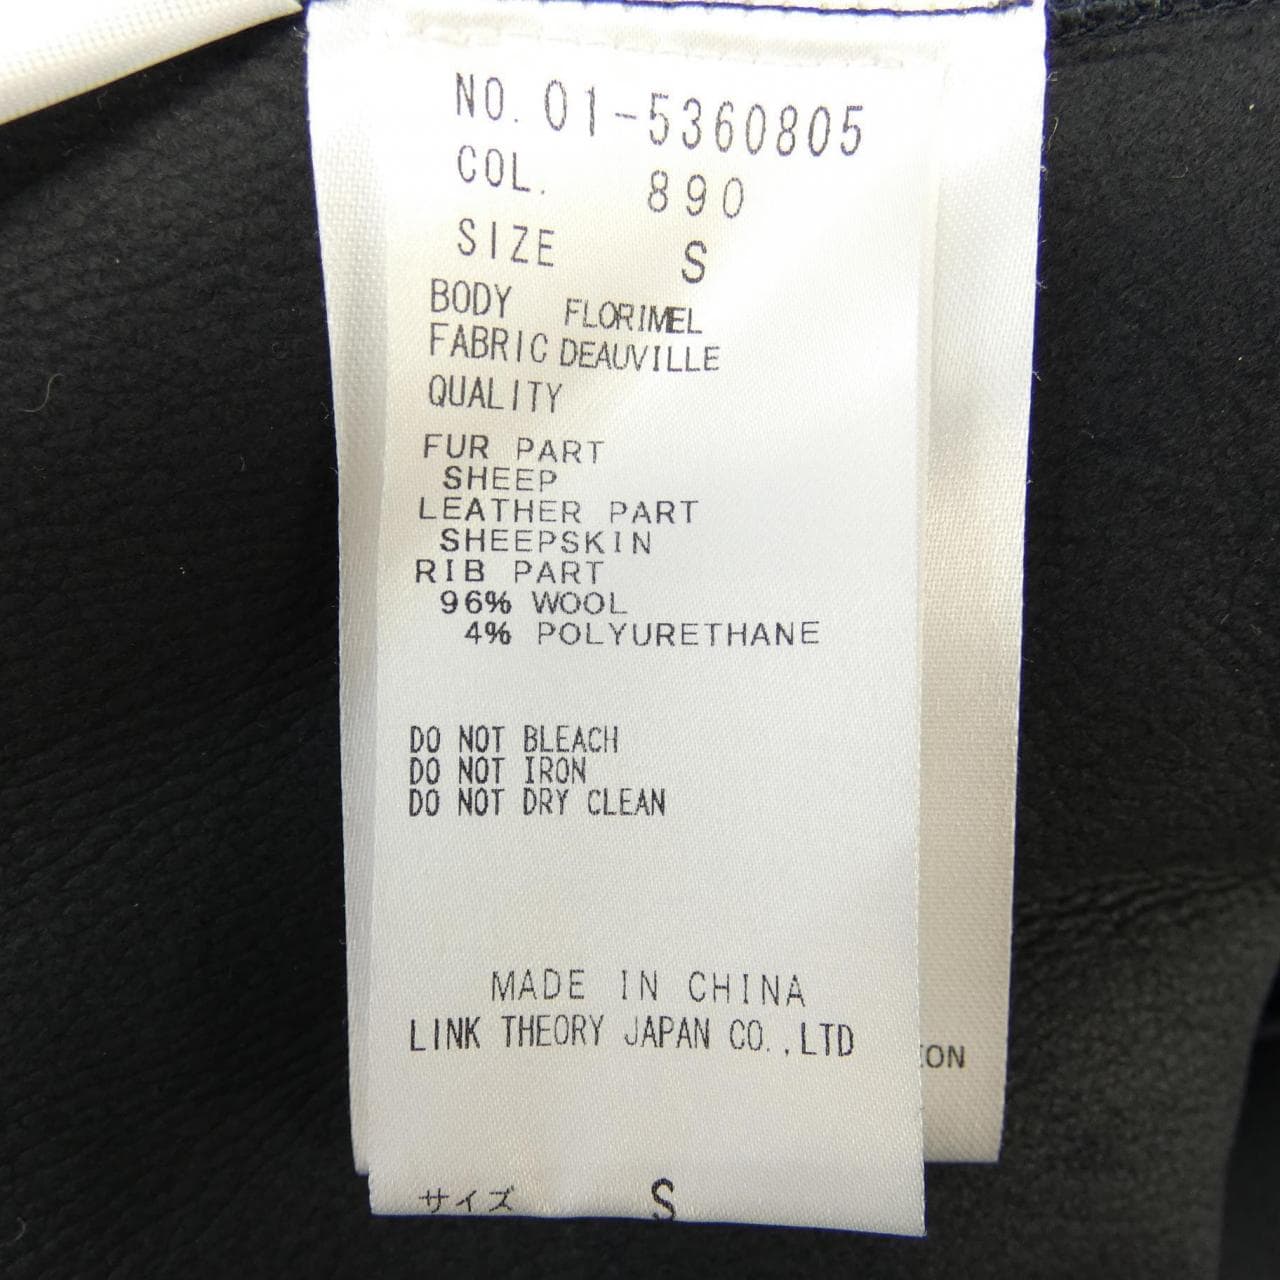 NO. 01-5360805
COL. 890
SIZE S
BODY FLORIMEL
FABRIC DEAUVILLE
QUALITY
FUR PART
SHEEP
LEATHER PART
SHEEPSKIN
RIB PART
96% WOOL
4% POLYURETHANE
DO NOT BLEACH
DO NOT IRON
DO NOT DRY CLEAN
MADE IN CHINA
LINK THEORY JAPAN CO.,LTD
サイズ S